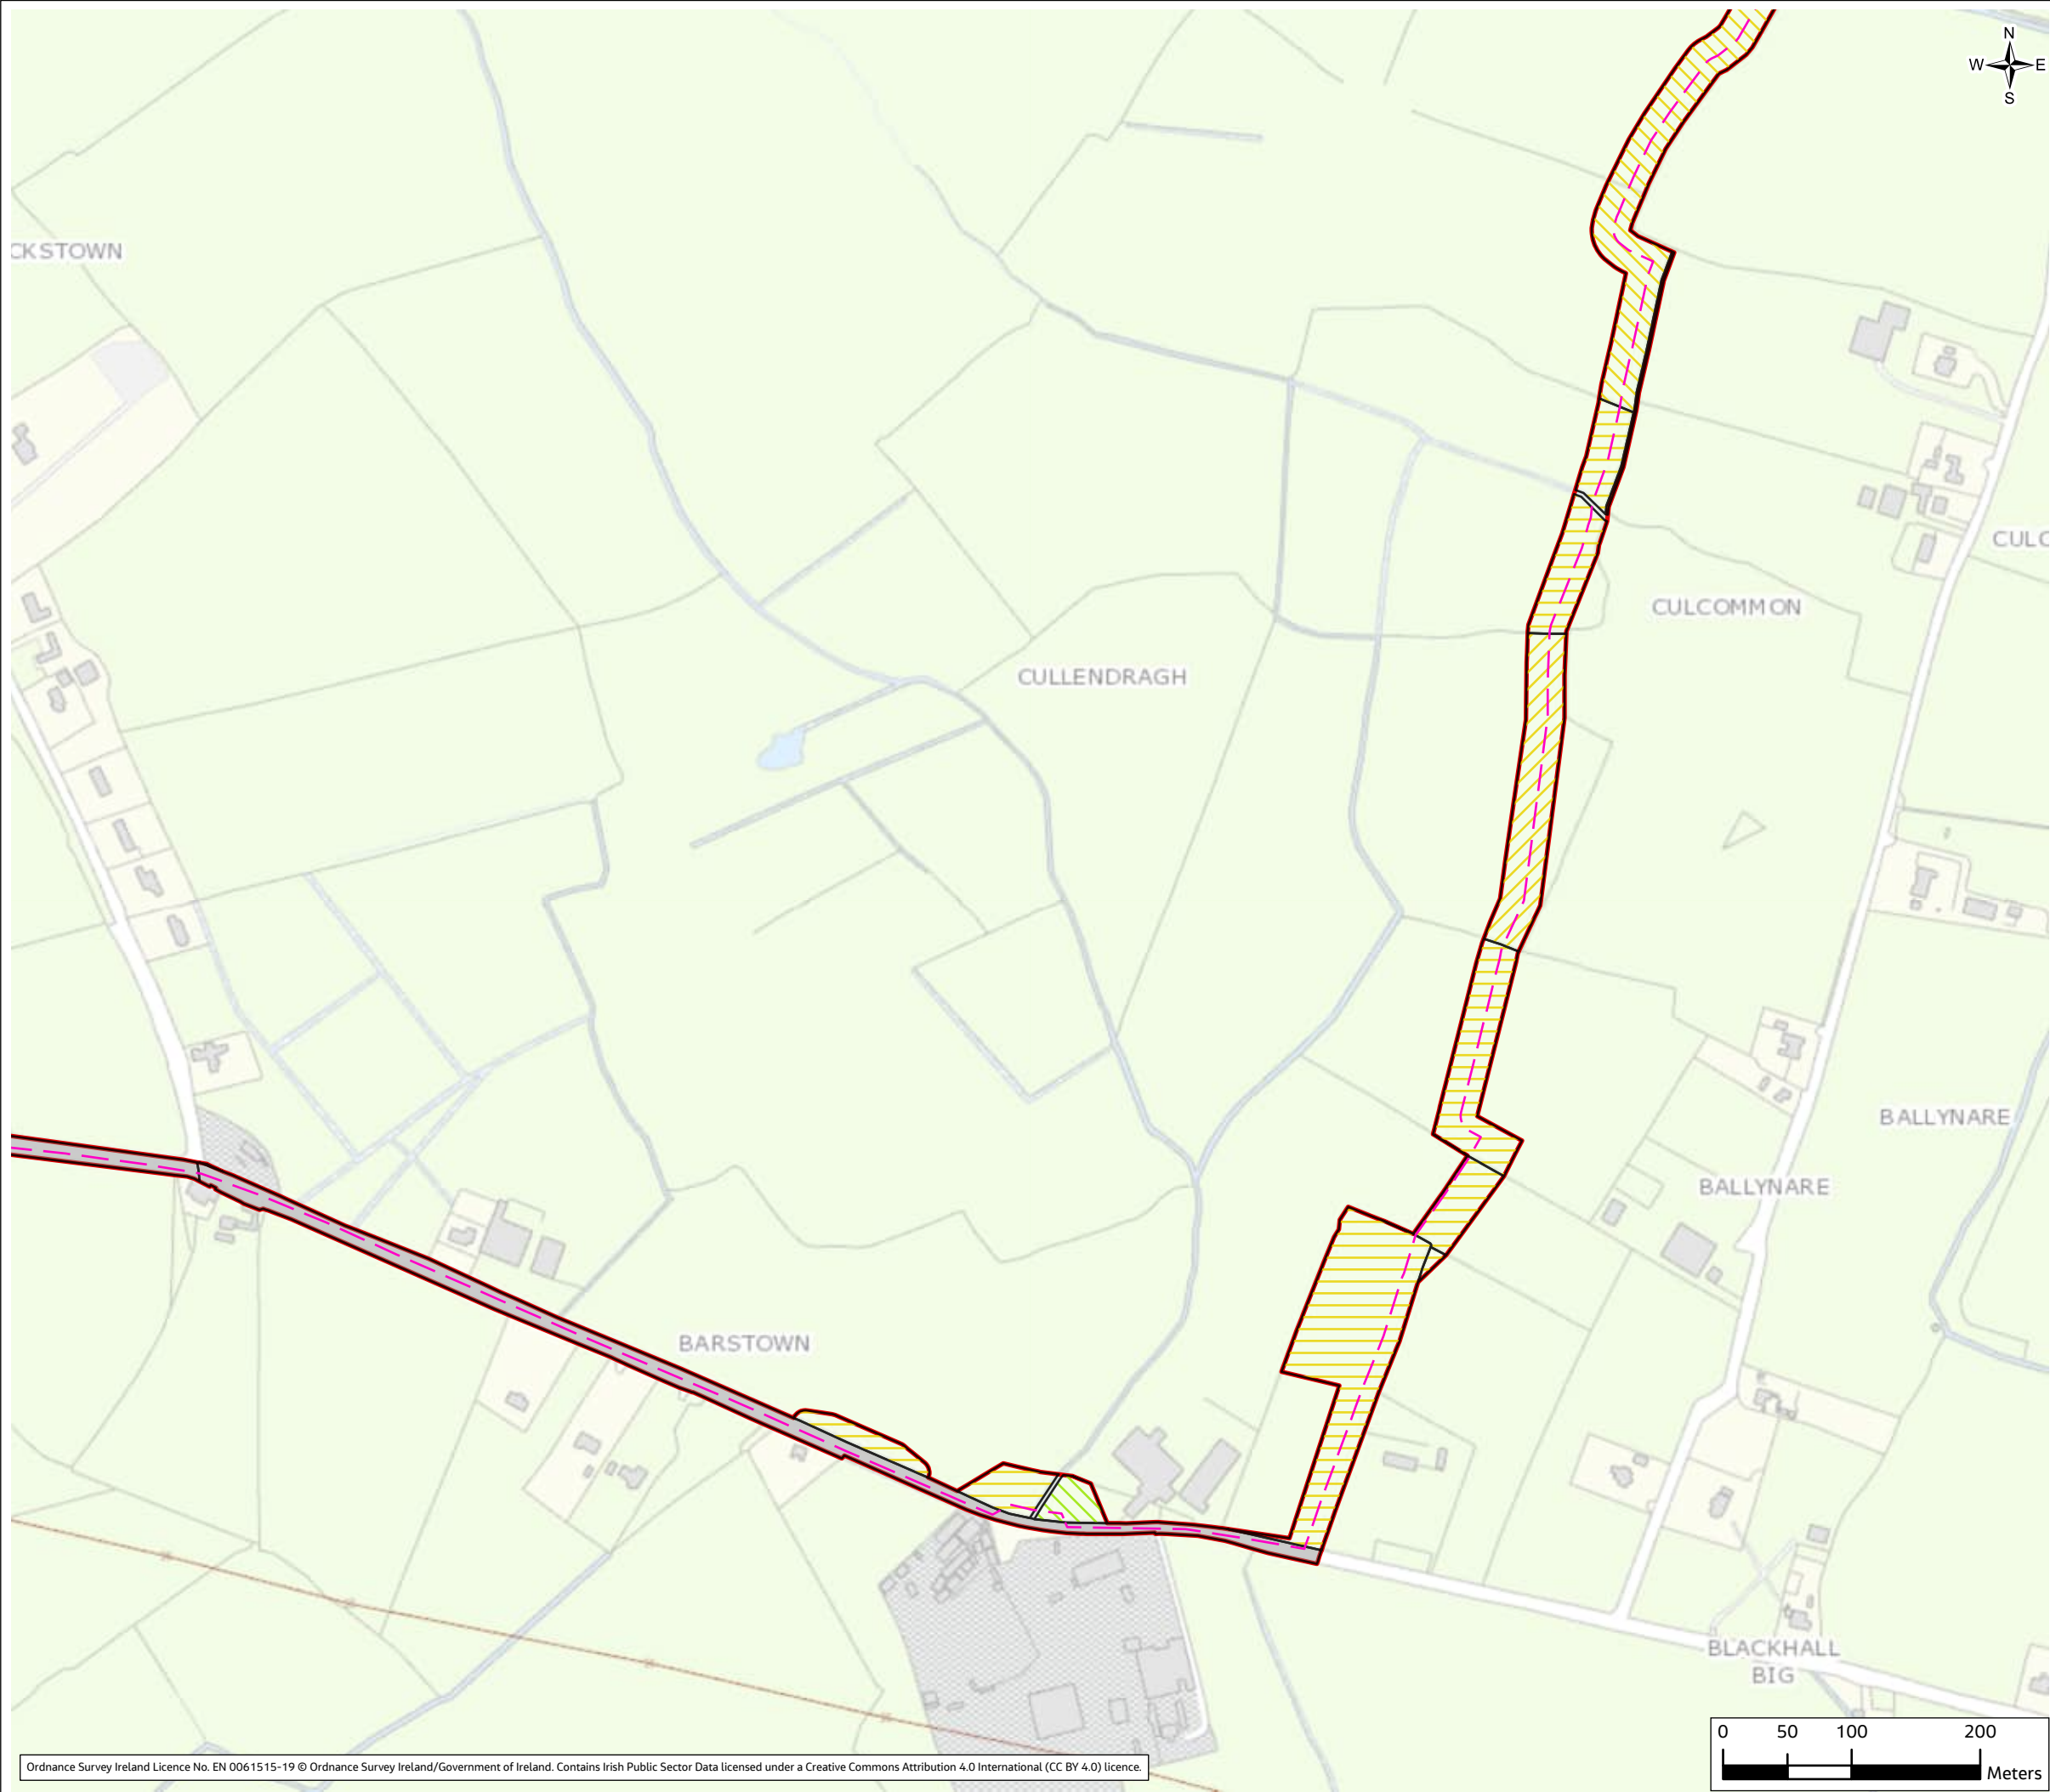 N
W E
S
CKSTOWN
CULC
CULCOMMON
CULLENDRAGH
BALLYNARE
BALLYNARE
BARSTOWN
BLACKHALL
BIG
0 50 100 200
Meters
Ordnance Survey Ireland Licence No. EN 0061515-19 © Ordnance Survey Ireland/Government of Ireland. Contains Irish Public Sector Data licensed under a Creative Commons Attribution 4.0 International (CC BY 4.0) licence.